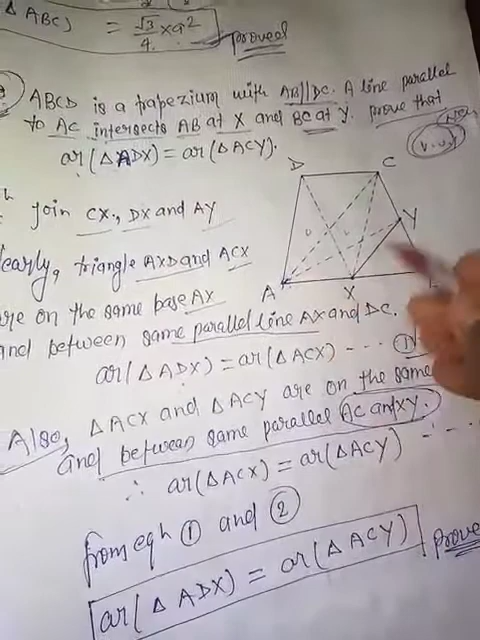 Δ ABC = √3/4 × a² proved
ABCD is a trapezium with AB||DC. A line parallel
to AC intersects AB at X and BC at Y. prove that
ar(ΔADX) = ar(ΔACY).
V.V.I
D C
Y
A X
Join CX, DX and AY
learly, triangle AXD and ACX
are on the same base AX
and between same parallel line AX and DC.
ar(ΔADX) = ar(ΔACX) --- ①
Also, ΔACX and ΔACY are on the same
and between same parallel AC and XY.
∴ ar(ΔACX) = ar(ΔACY) ---
from eqn ① and ②
ar(ΔADX) = ar(ΔACY) Prove